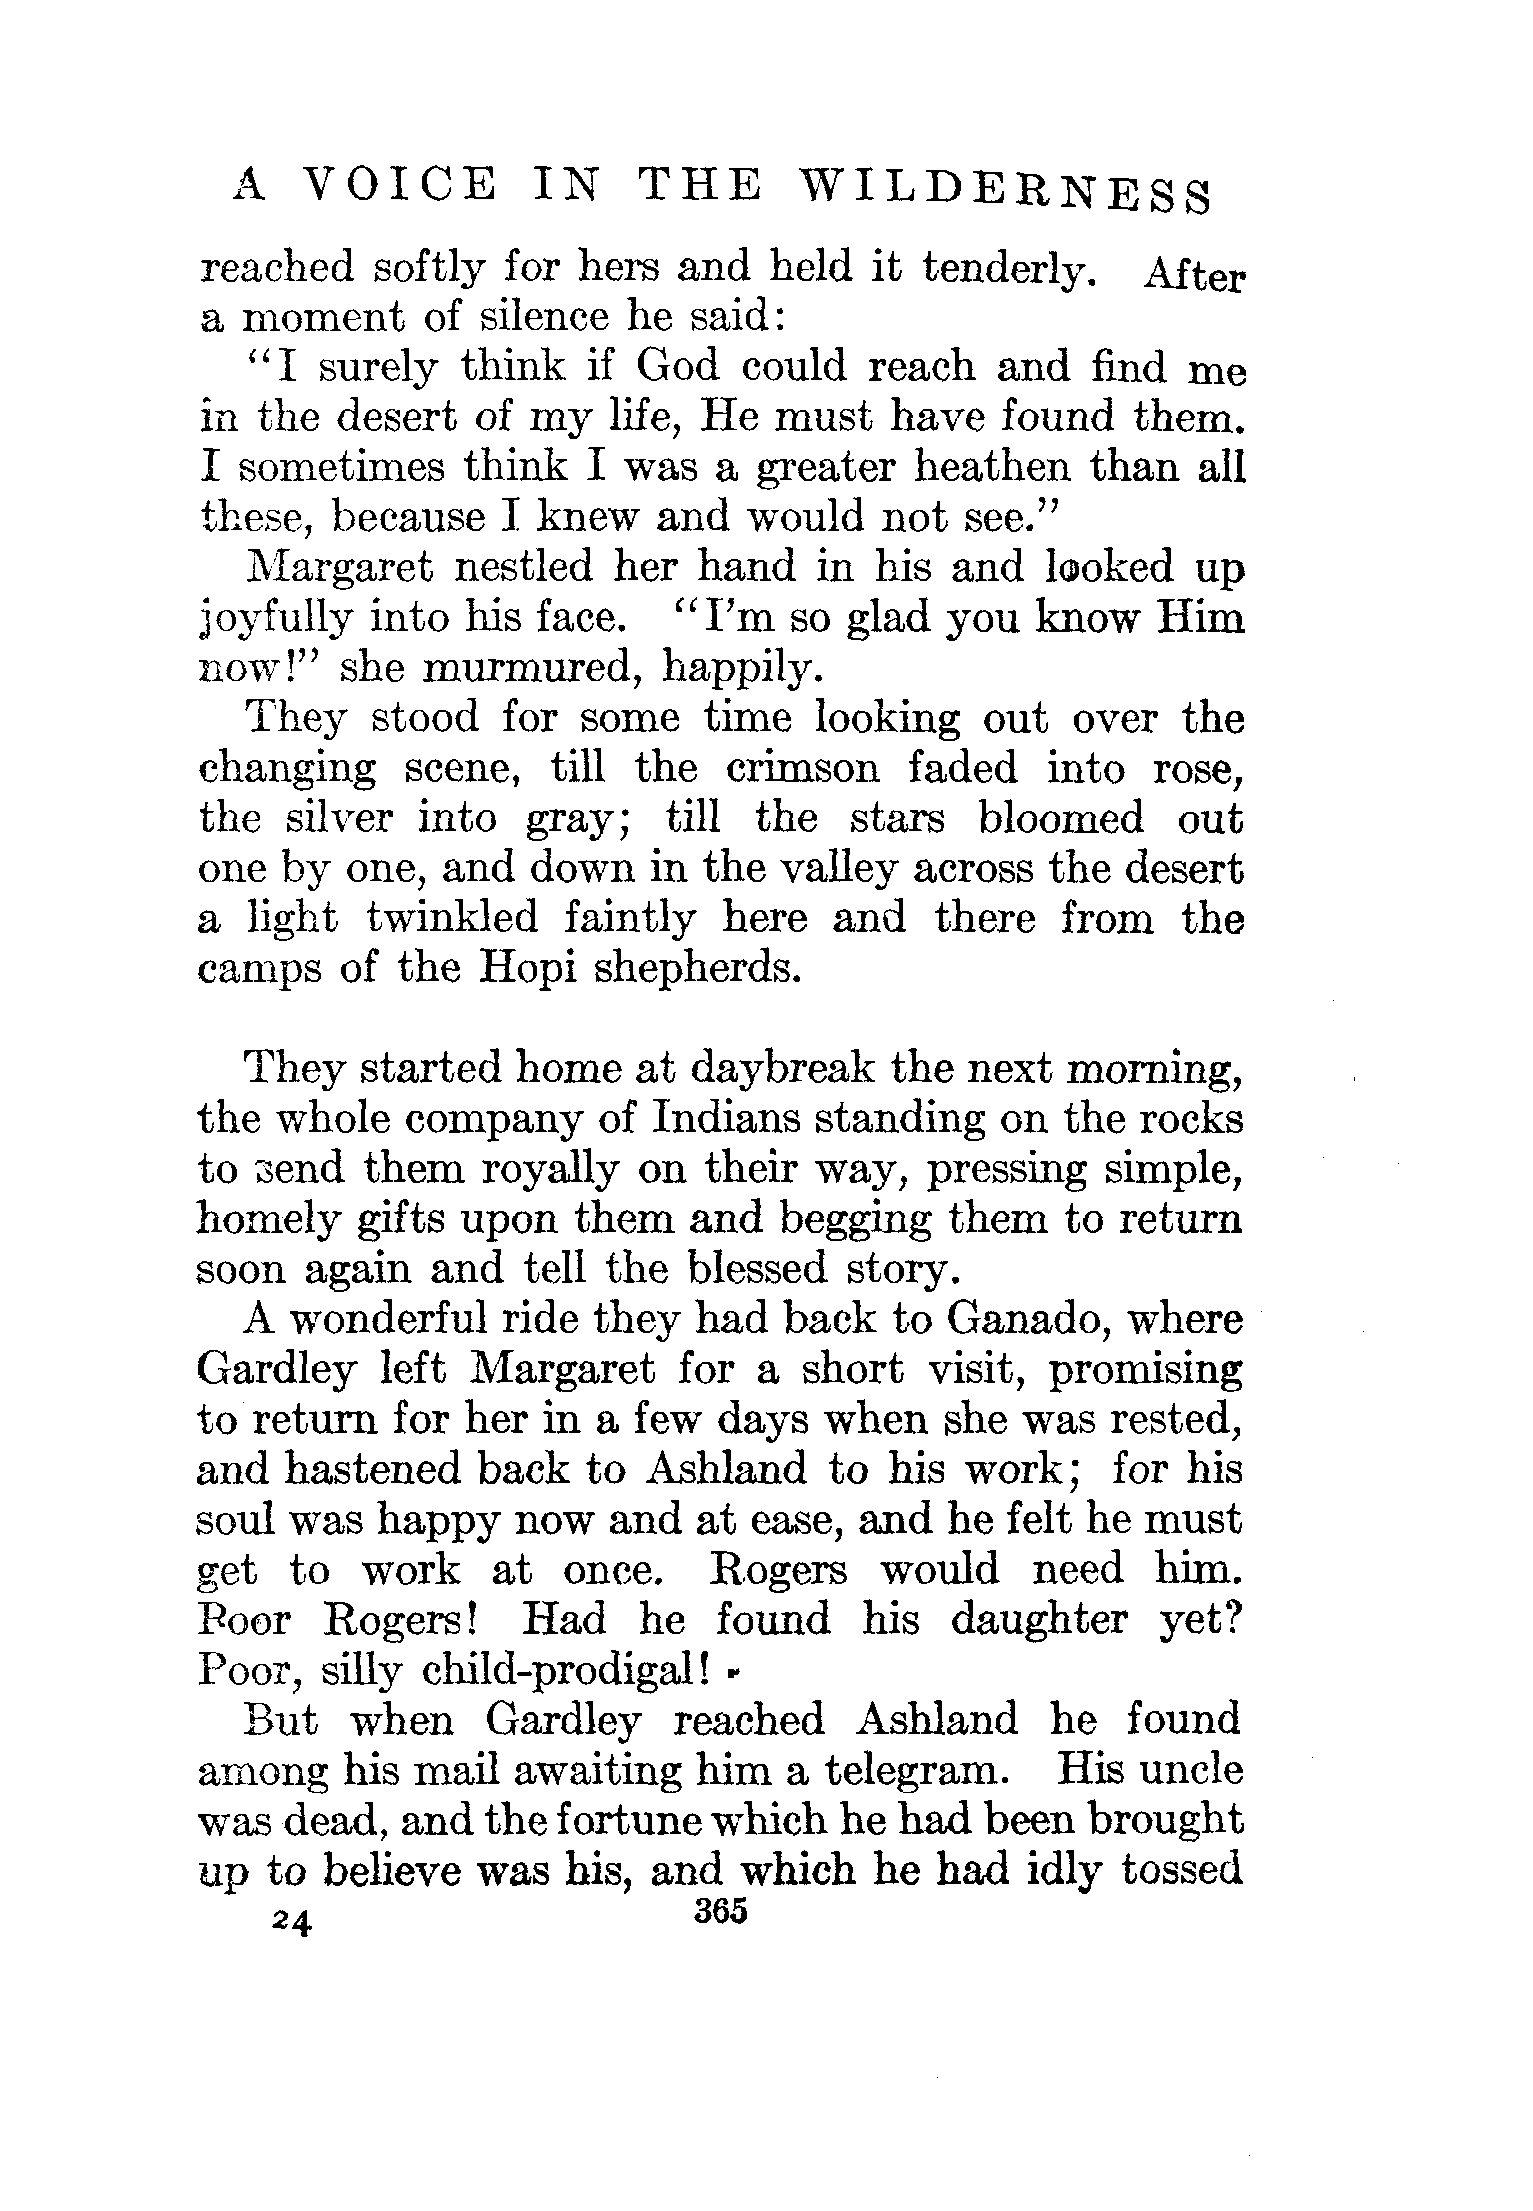 A VOICE IN THE WILDERNESS
reached softly for hers and held it tenderly. After
a moment of silence he said:
“I surely think if God could reach and find me
in the desert of my life, He must have found them.
I sometimes think I was a greater heathen than all
these, because I knew and would not see.”
Margaret nestled her hand in his and looked up
joyfully into his face. “I’m so glad you know Him
now!” she murmured, happily.
They stood for some time looking out over the
changing scene, till the crimson faded into rose,
the silver into gray; till the stars bloomed out
one by one, and down in the valley across the desert
a light twinkled faintly here and there from the
camps of the Hopi shepherds.
They started home at daybreak the next morning,
the whole company of Indians standing on the rocks
to send them royally on their way, pressing simple,
homely gifts upon them and begging them to return
soon again and tell the blessed story.
A wonderful ride they had back to Ganado, where
Gardley left Margaret for a short visit, promising
to return for her in a few days when she was rested,
and hastened back to Ashland to his work; for his
soul was happy now and at ease, and he felt he must
get to work at once. Rogers would need him.
Poor Rogers! Had he found his daughter yet?
Poor, silly child-prodigal!
But when Gardley reached Ashland he found
among his mail awaiting him a telegram. His uncle
was dead, and the fortune which he had been brought
up to believe was his, and which he had idly tossed
24 365